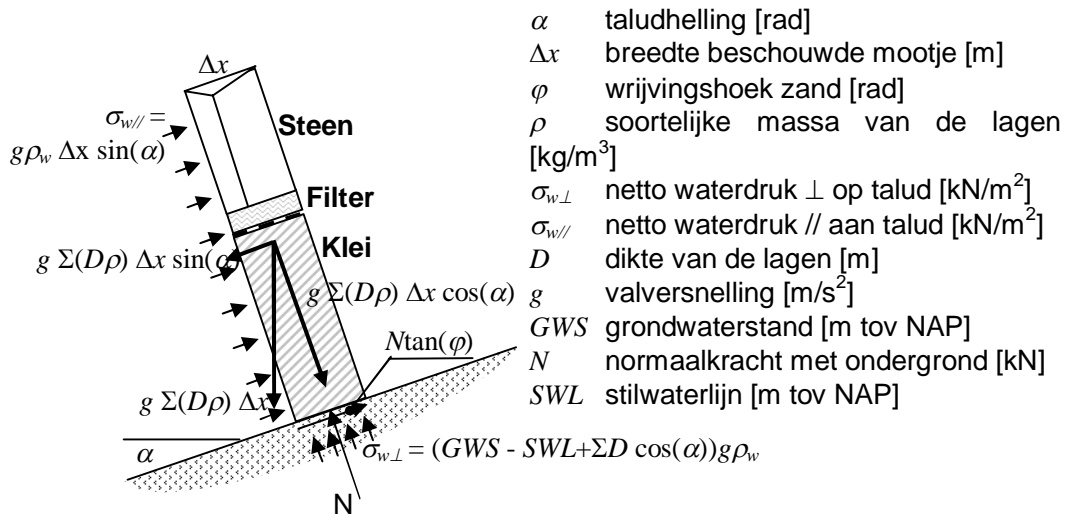 Δx
σw// =
gρw Δx sin(α)
Steen
Filter
Klei
g Σ(Dρ) Δx sin(α)
g Σ(Dρ) Δx cos(α)
Ntan(φ)
g Σ(Dρ) Δx
α
σw⊥ = (GWS - SWL+ΣD cos(α))gρw
N
α taludhelling [rad]
Δx breedte beschouwde mootje [m]
φ wrijvingshoek zand [rad]
ρ soortelijke massa van de lagen
[kg/m³]
σw⊥ netto waterdruk ⊥ op talud [kN/m²]
σw// netto waterdruk // aan talud [kN/m²]
D dikte van de lagen [m]
g valversnelling [m/s²]
GWS grondwaterstand [m tov NAP]
N normaalkracht met ondergrond [kN]
SWL stilwaterlijn [m tov NAP]